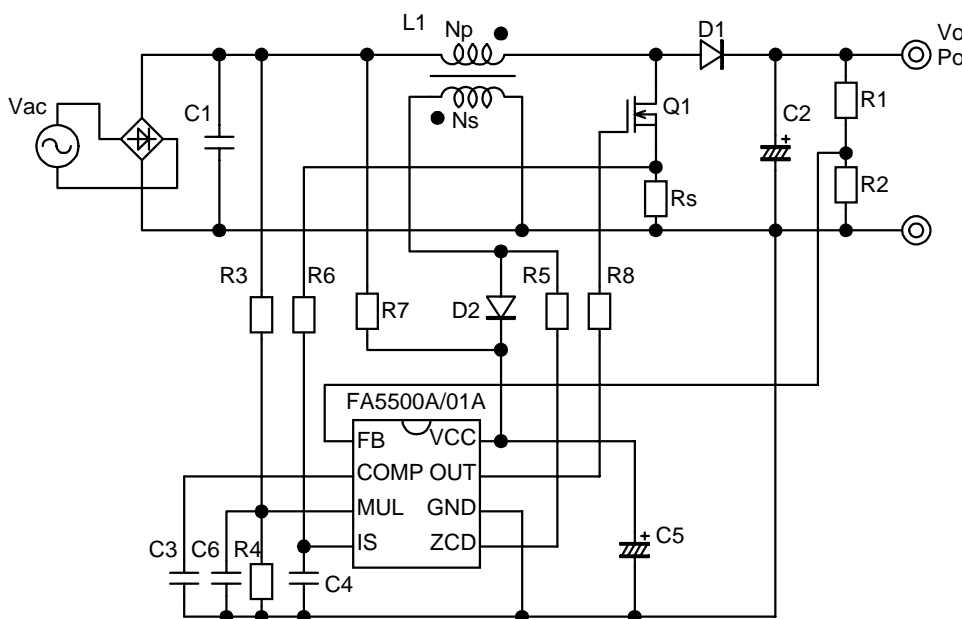 L1
Np
D1
Vo
Po
Vac
C1
Q1
C2
+
R1
Ns
R2
Rs
R3
R6
R7
D2
R5
R8
FA5500A/01A
FB
VCC
COMP
OUT
MUL
GND
IS
ZCD
C3
C6
R4
C4
+
C5